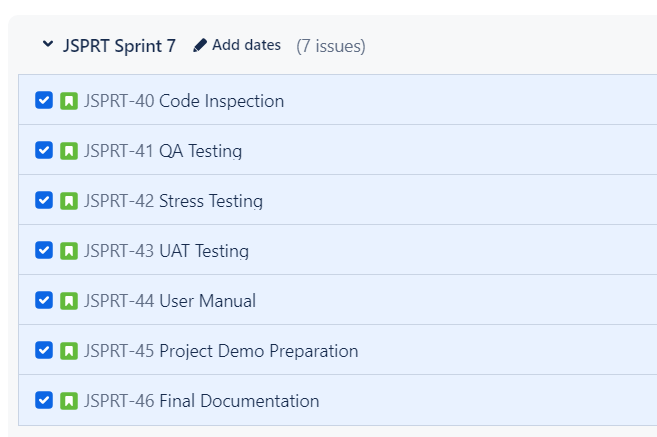 JSPRT Sprint 7 Add dates (7 issues)
JSPRT-40 Code Inspection
JSPRT-41 QA Testing
JSPRT-42 Stress Testing
JSPRT-43 UAT Testing
JSPRT-44 User Manual
JSPRT-45 Project Demo Preparation
JSPRT-46 Final Documentation